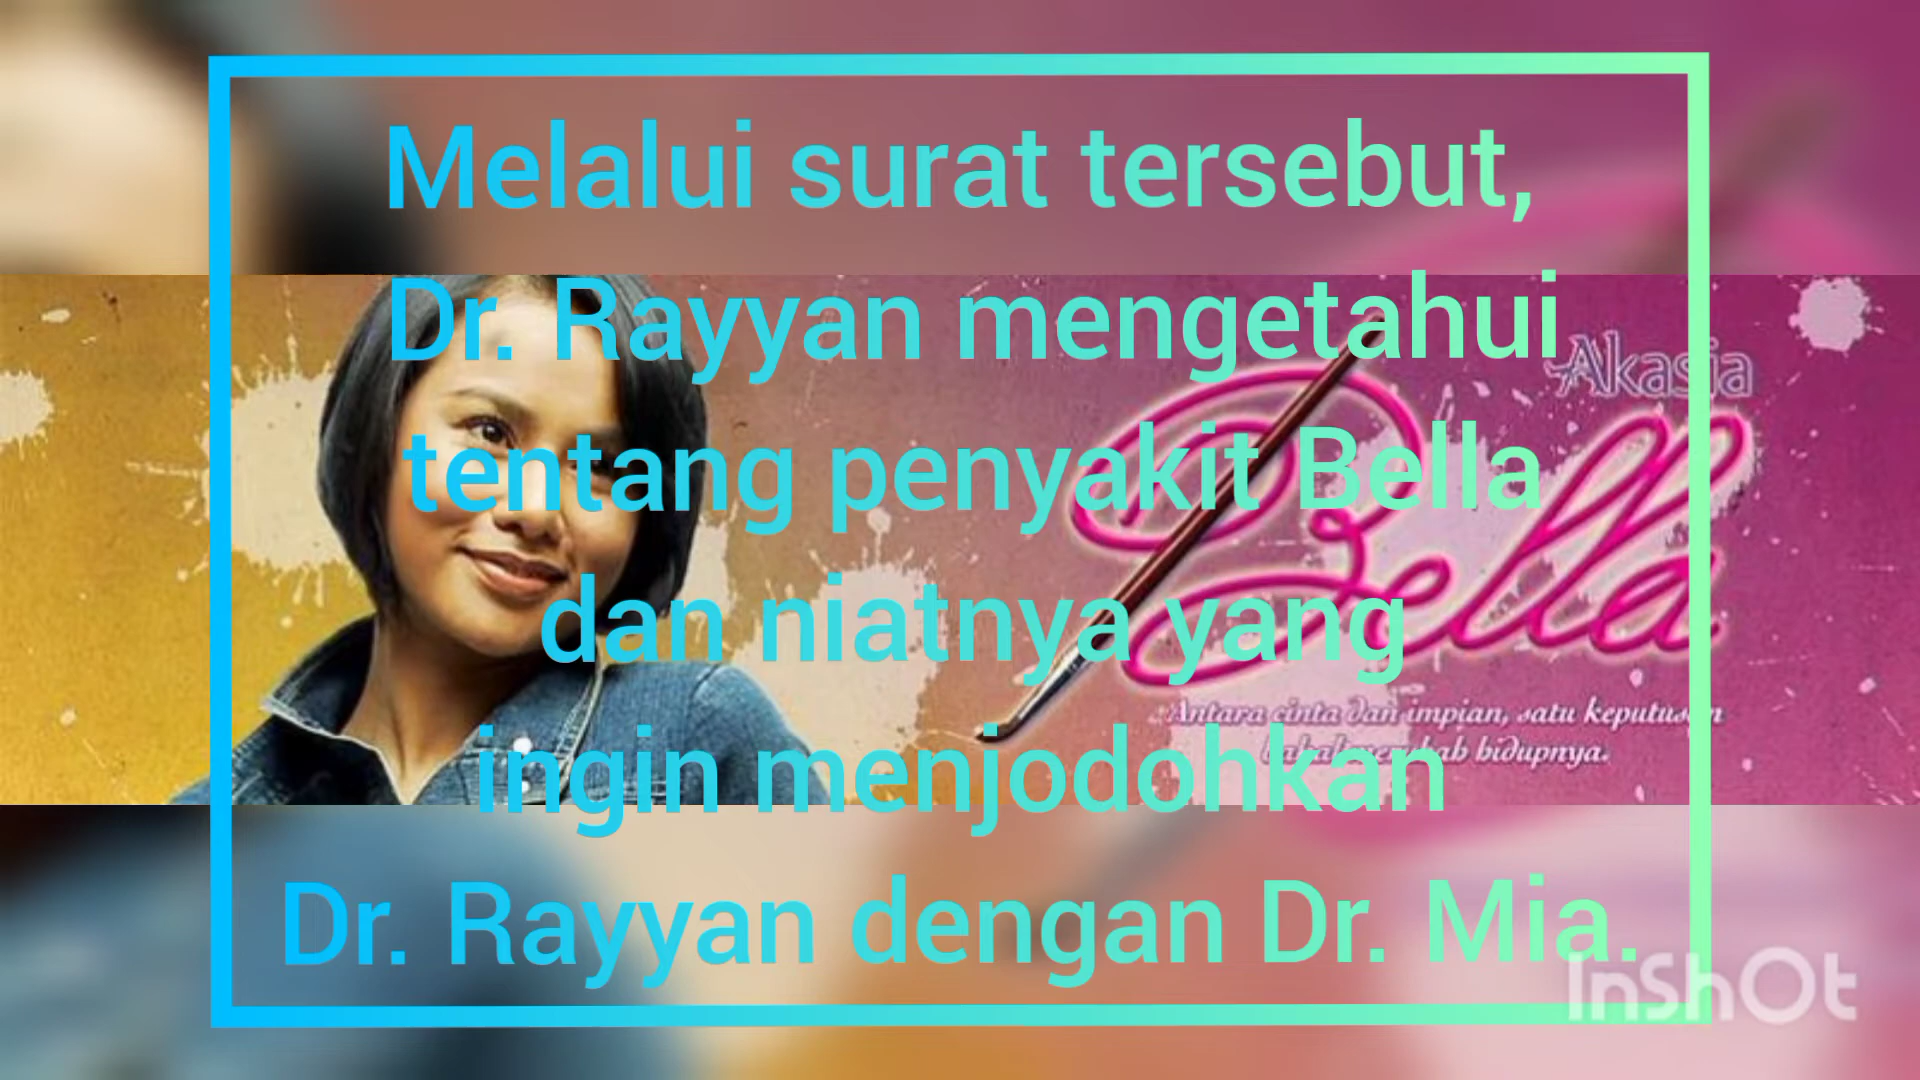 Melalui surat tersebut,
Dr. Rayyan mengetahui
tentang penyakit Bella
dan niatnya yang
ingin menjodohkan
Dr. Rayyan dengan Dr. Mia.
Akasia
Bella
Antara cinta dan impian, satu keputusan
hidupnya.
InShOt